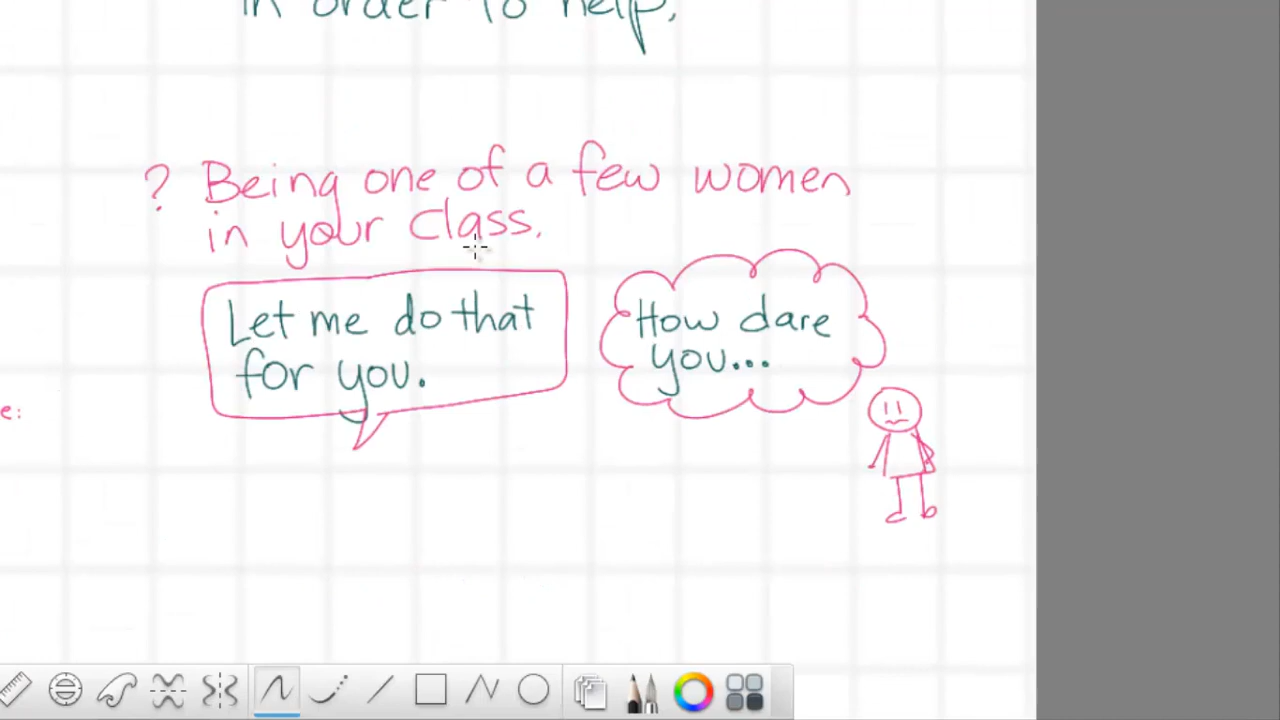 in order to help.
? Being one of a few women
in your class.
Let me do that
for you.
How dare
you...
e: